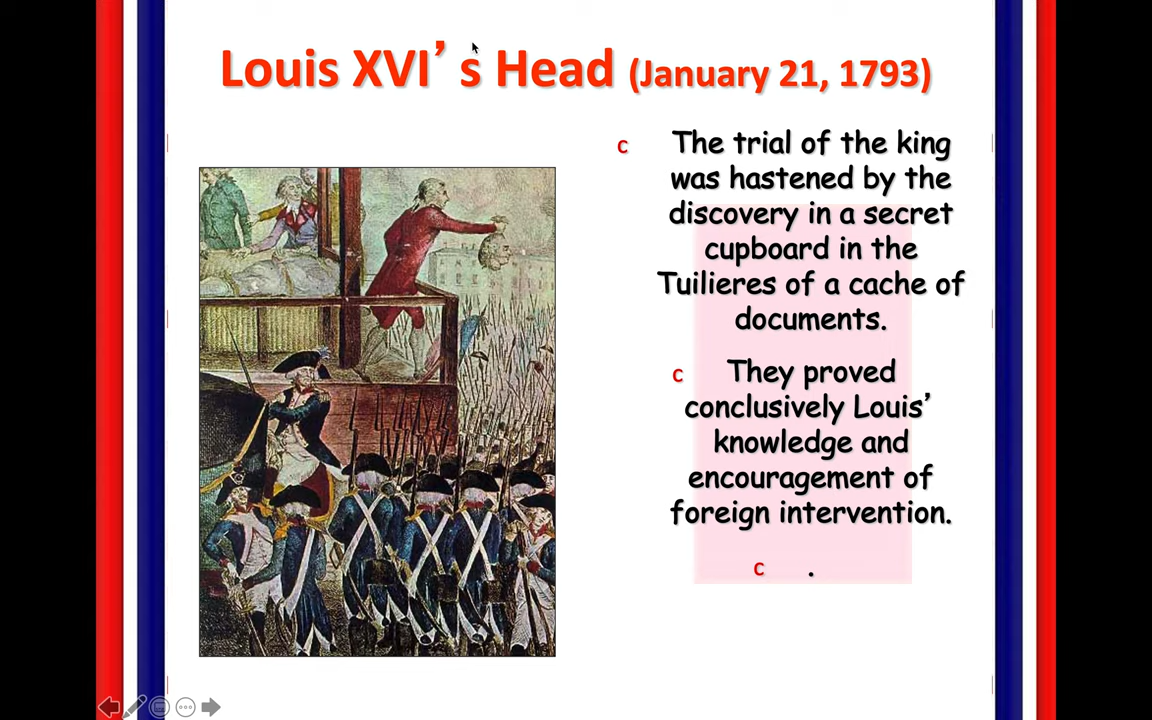 Louis XVI’s Head (January 21, 1793)
c The trial of the king
was hastened by the
discovery in a secret
cupboard in the
Tuilieres of a cache of
documents.
c They proved
conclusively Louis’
knowledge and
encouragement of
foreign intervention.
c .